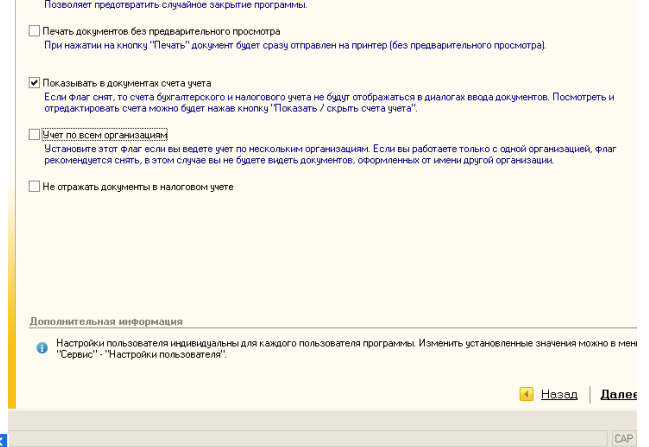 Позволяет предотвратить случайное закрытие программы.
Печать документов без предварительного просмотра
При нажатии на кнопку "Печать" документ будет сразу отправлен на принтер (без предварительного просмотра).
Показывать в документах счета учета
Если флаг снят, то счета бухгалтерского и налогового учета не будут отображаться в диалогах ввода документов. Посмотреть и
отредактировать счета можно будет нажав кнопку "Показать / скрыть счета учета".
Учет по всем организациям
Установите этот флаг если вы ведете учет по нескольким организациям. Если вы работаете только с одной организацией, флаг
рекомендуется снять, в этом случае вы не будете видеть документов, оформленных от имени другой организации.
Не отражать документы в налоговом учете
Дополнительная информация
Настройки пользователя индивидуальны для каждого пользователя программы. Изменить установленные значения можно в мен
"Сервис" - "Настройки пользователя".
Назад Далее
CAP